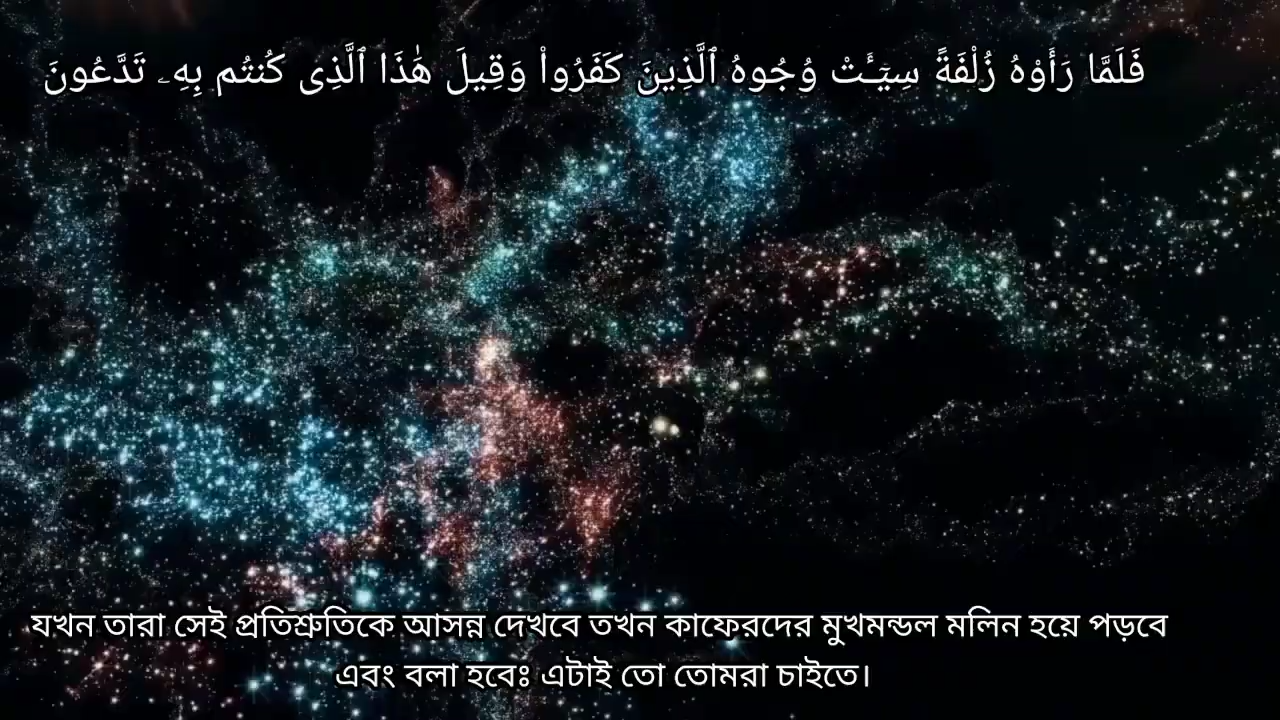 فَلَمَّا رَأَوْهُ زُلْفَةً سِيٓـَٔتْ وُجُوهُ ٱلَّذِينَ كَفَرُوا۟ وَقِيلَ هَٰذَا ٱلَّذِى كُنتُم بِهِۦ تَدَّعُونَ
যখন তারা সেই প্রতিশ্রুতিকে আসন্ন দেখবে তখন কাফেরদের মুখমন্ডল মলিন হয়ে পড়বে
এবং বলা হবেঃ এটাই তো তোমরা চাইতে।